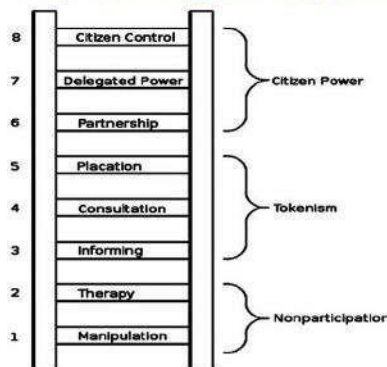 8 Citizen Control
7 Delegated Power
Citizen Power
6 Partnership
5 Placation
4 Consultation
Tokenism
3 Informing
2 Therapy
Nonparticipation
1 Manipulation